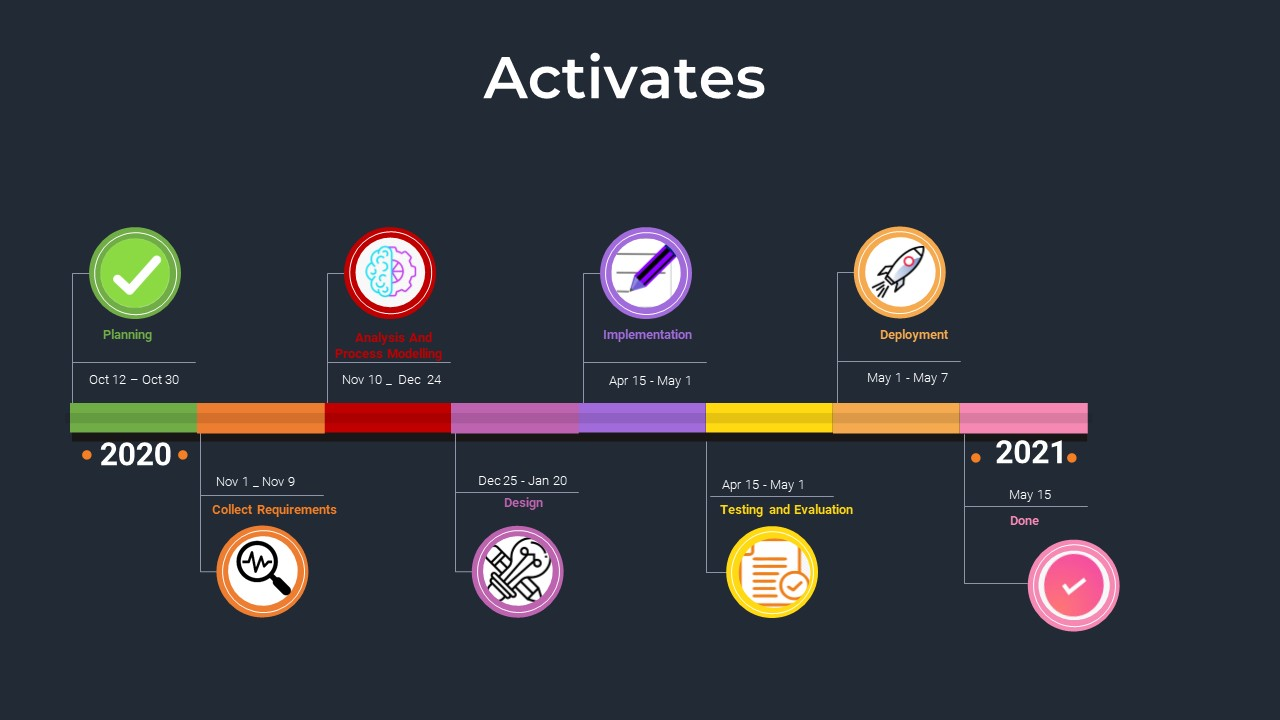 Activates
Planning
Oct 12 – Oct 30
Analysis And
Process Modelling
Nov 10 _ Dec 24
Implementation
Apr 15 - May 1
Deployment
May 1 - May 7
2020
2021
Nov 1 _ Nov 9
Collect Requirements
Dec 25 - Jan 20
Design
Apr 15 - May 1
Testing and Evaluation
May 15
Done